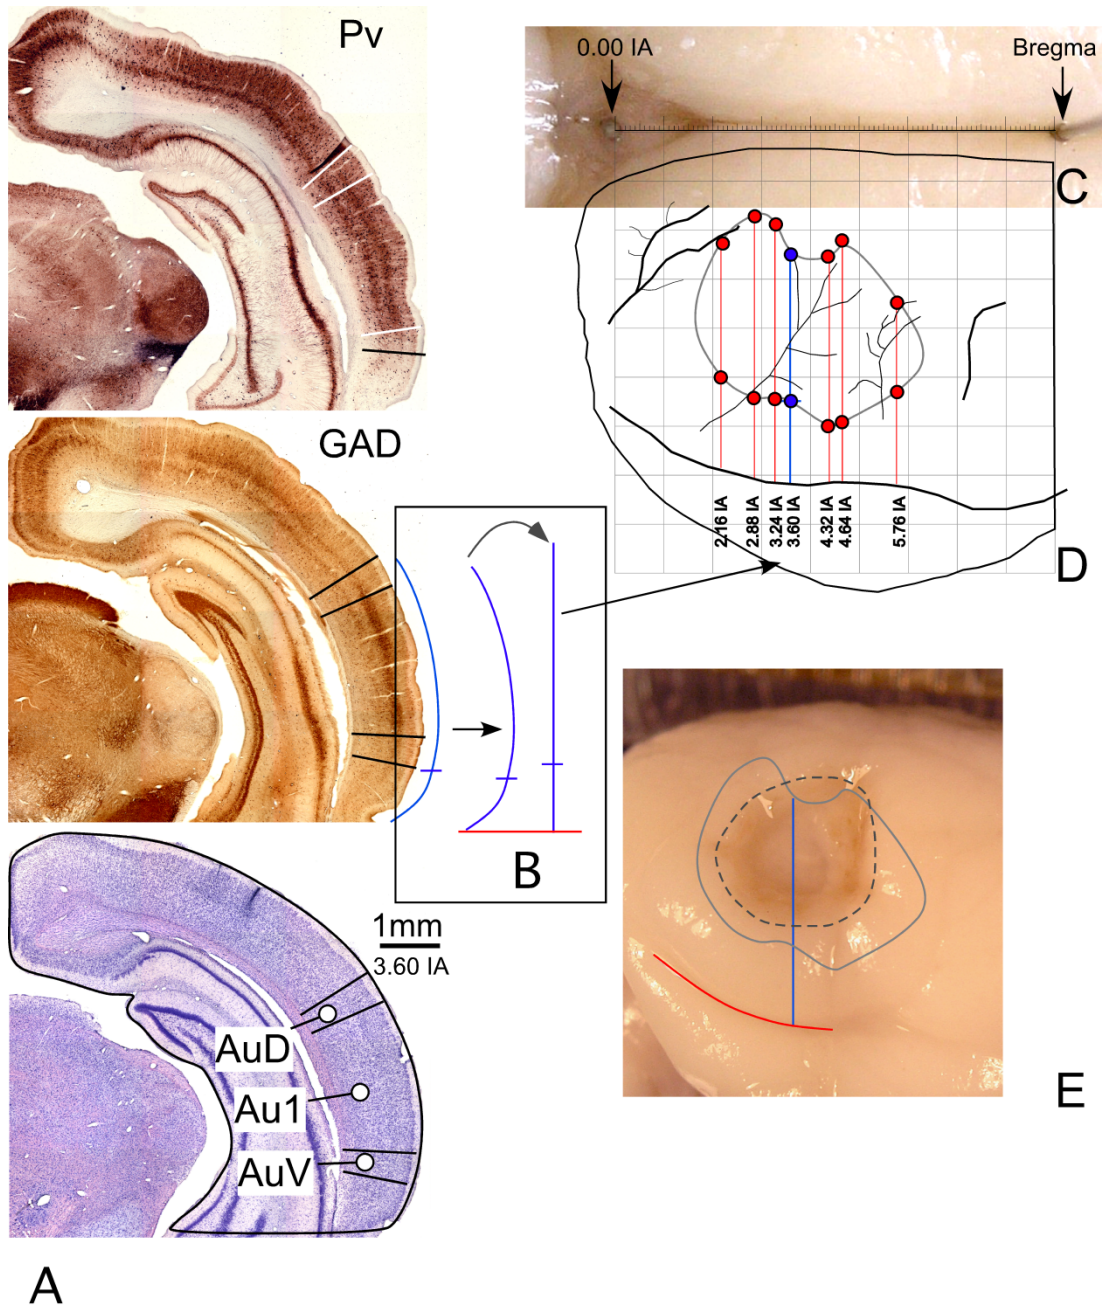 Pv
0.00 IA
Bregma
C
GAD
2.16 IA
2.88 IA
3.24 IA
3.60 IA
4.32 IA
4.64 IA
5.76 IA
D
B
1mm
3.60 IA
AuD
Au1
AuV
E
A